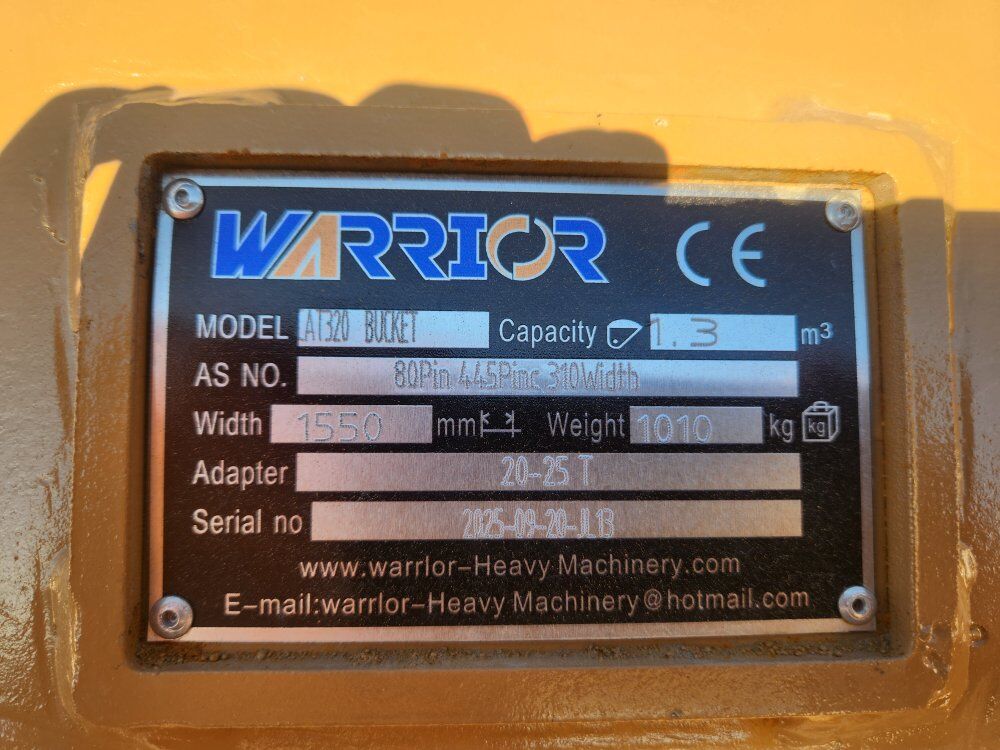 WARRIOR CE
MODEL CAT320 BUCKET Capacity 1.3 m³
AS NO. 80Pin 445Pinc 310Width
Width 1550 mm Weight 1010 kg kg
Adapter 20-25 T
Serial no 2025-09-20-JL13
www.warrlor-Heavy Machinery.com
E-mail:warrlor-Heavy Machinery@hotmail.com